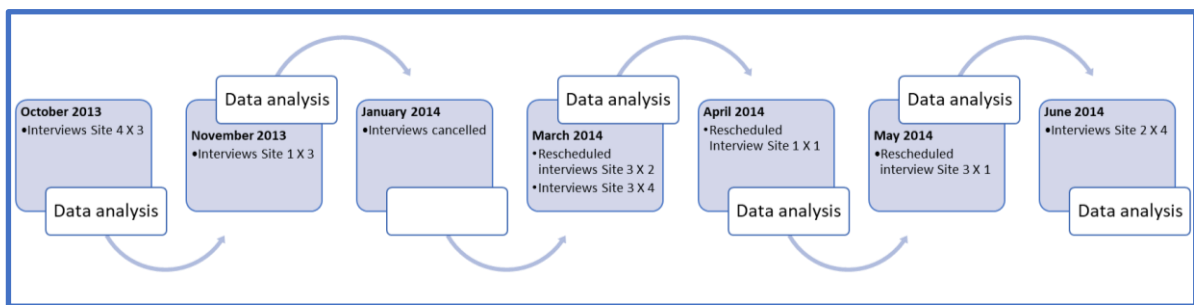 October 2013
•Interviews Site 4 X 3
Data analysis
Data analysis
November 2013
•Interviews Site 1 X 3
January 2014
•Interviews cancelled
Data analysis
March 2014
•Rescheduled
interviews Site 3 X 2
•Interviews Site 3 X 4
April 2014
•Rescheduled
Interview Site 1 X 1
Data analysis
Data analysis
May 2014
•Rescheduled
interview Site 3 X 1
June 2014
•Interviews Site 2 X 4
Data analysis